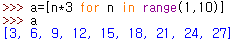 >>> a=[n*3 for n in range(1,10)]
>>> a
[3, 6, 9, 12, 15, 18, 21, 24, 27]